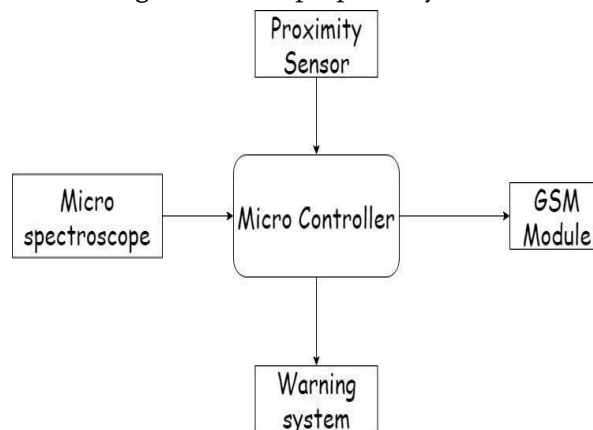 Proximity
Sensor
Micro
spectroscope
Micro Controller
GSM
Module
Warning
system